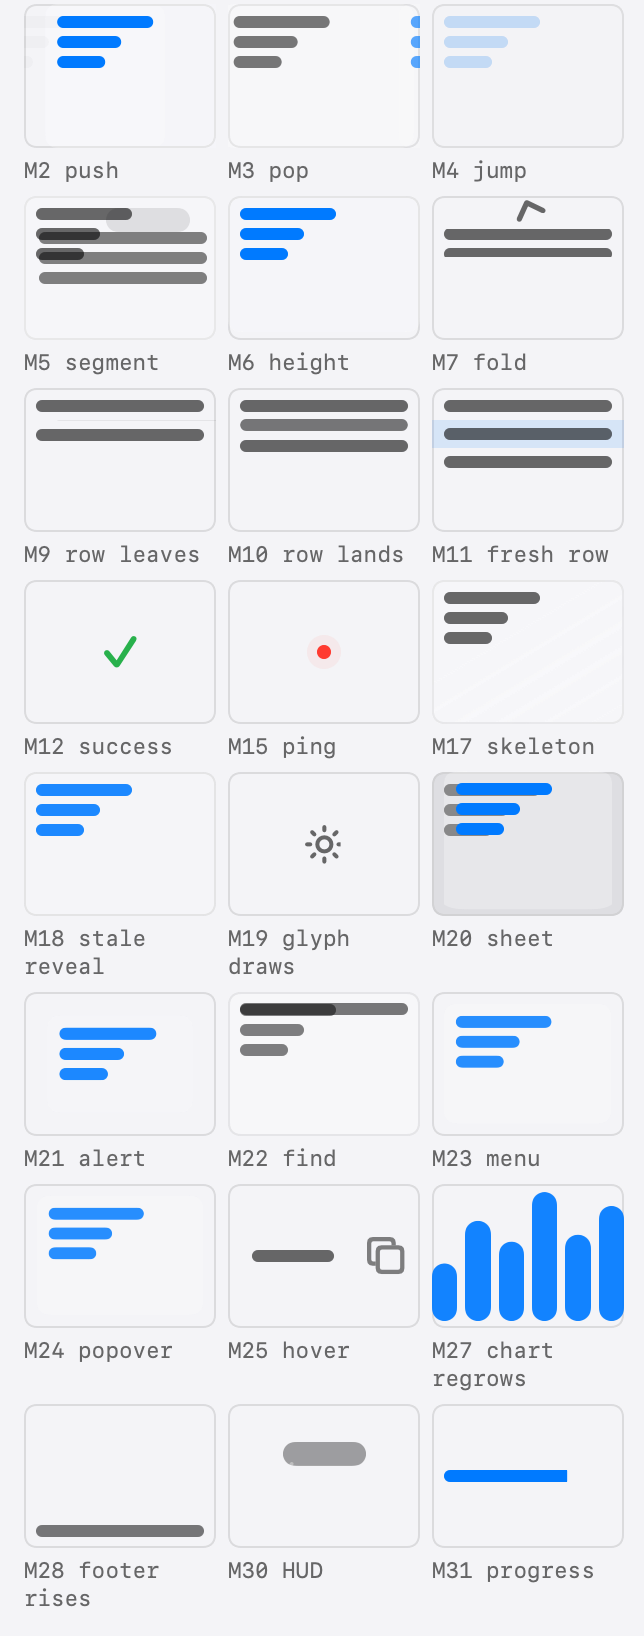 M2 push
M3 pop
M4 jump
M5 segment
M6 height
M7 fold
M9 row leaves
M10 row lands
M11 fresh row
M12 success
M15 ping
M17 skeleton
M18 stale
reveal
M19 glyph
draws
M20 sheet
M21 alert
M22 find
M23 menu
M24 popover
M25 hover
M27 chart
regrows
M28 footer
rises
M30 HUD
M31 progress